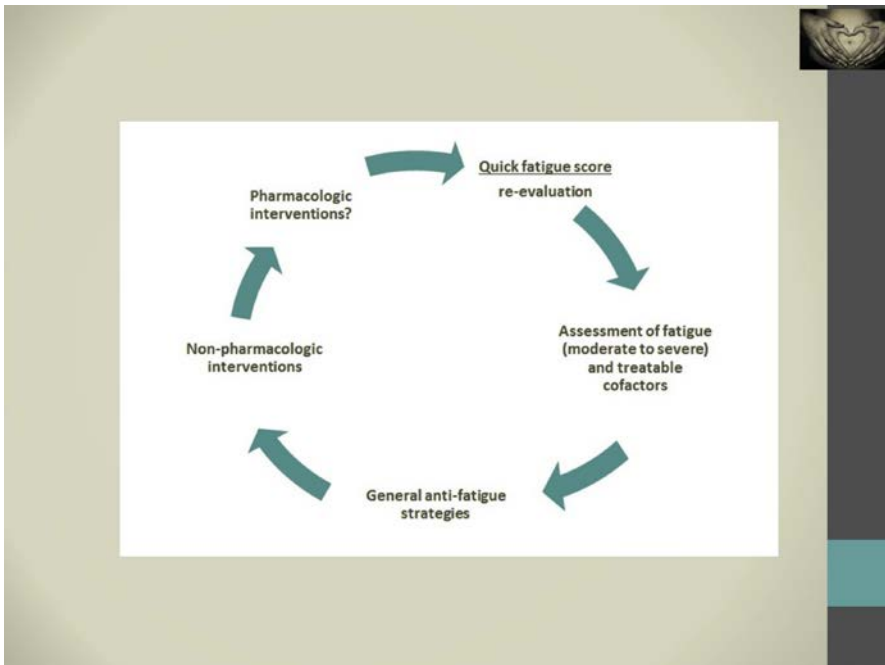 Quick fatigue score
re-evaluation
Assessment of fatigue
(moderate to severe)
and treatable
cofactors
General anti-fatigue
strategies
Non-pharmacologic
interventions
Pharmacologic
interventions?